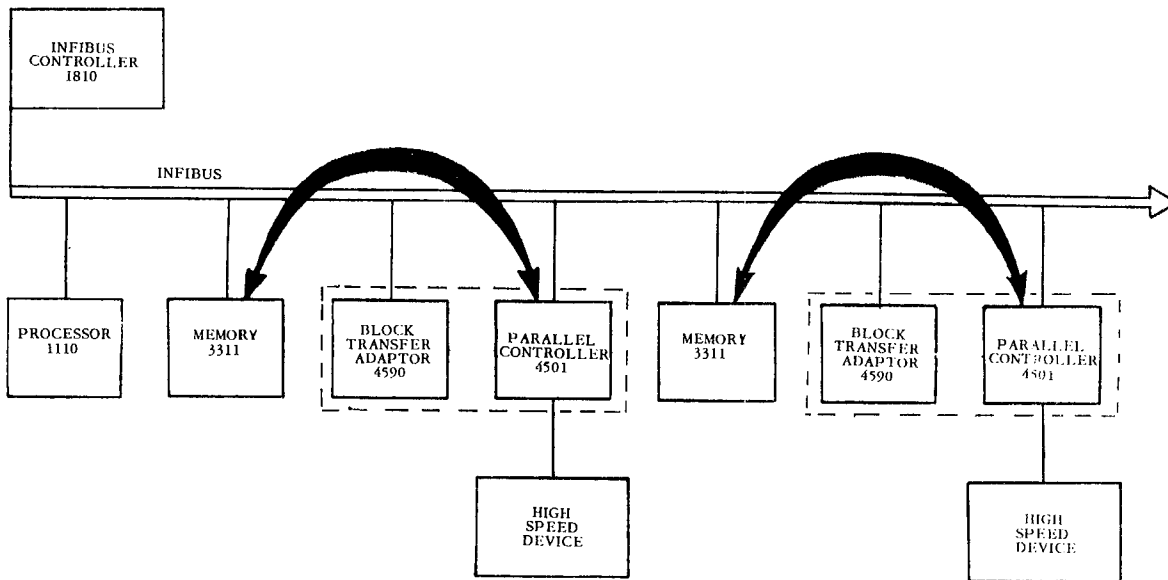 INFIBUS
CONTROLLER
1810
INFIBUS
PROCESSOR
1110
MEMORY
3311
BLOCK
TRANSFER
ADAPTOR
4590
PARALLEL
CONTROLLER
4501
MEMORY
3311
BLOCK
TRANSFER
ADAPTOR
4590
PARALLEL
CONTROLLER
4501
HIGH
SPEED
DEVICE
HIGH
SPEED
DEVICE